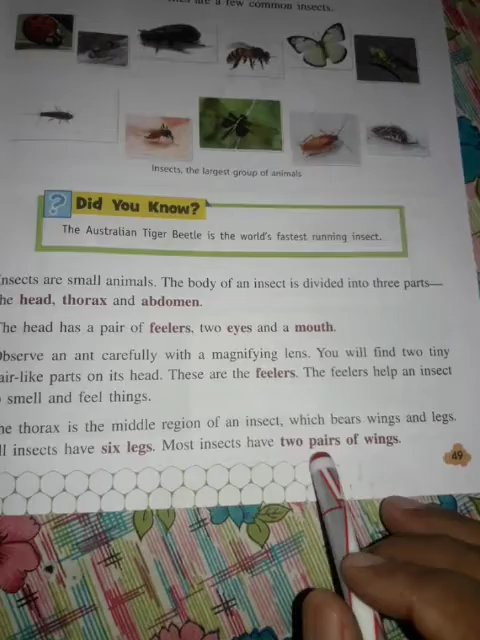 are a few common insects.
Insects, the largest group of animals
? Did You Know?
The Australian Tiger Beetle is the world's fastest running insect.
nsects are small animals. The body of an insect is divided into three parts—
he head, thorax and abdomen.
he head has a pair of feelers, two eyes and a mouth.
bserve an ant carefully with a magnifying lens. You will find two tiny
air-like parts on its head. These are the feelers. The feelers help an insect
smell and feel things.
he thorax is the middle region of an insect, which bears wings and legs.
ll insects have six legs. Most insects have two pairs of wings.
49